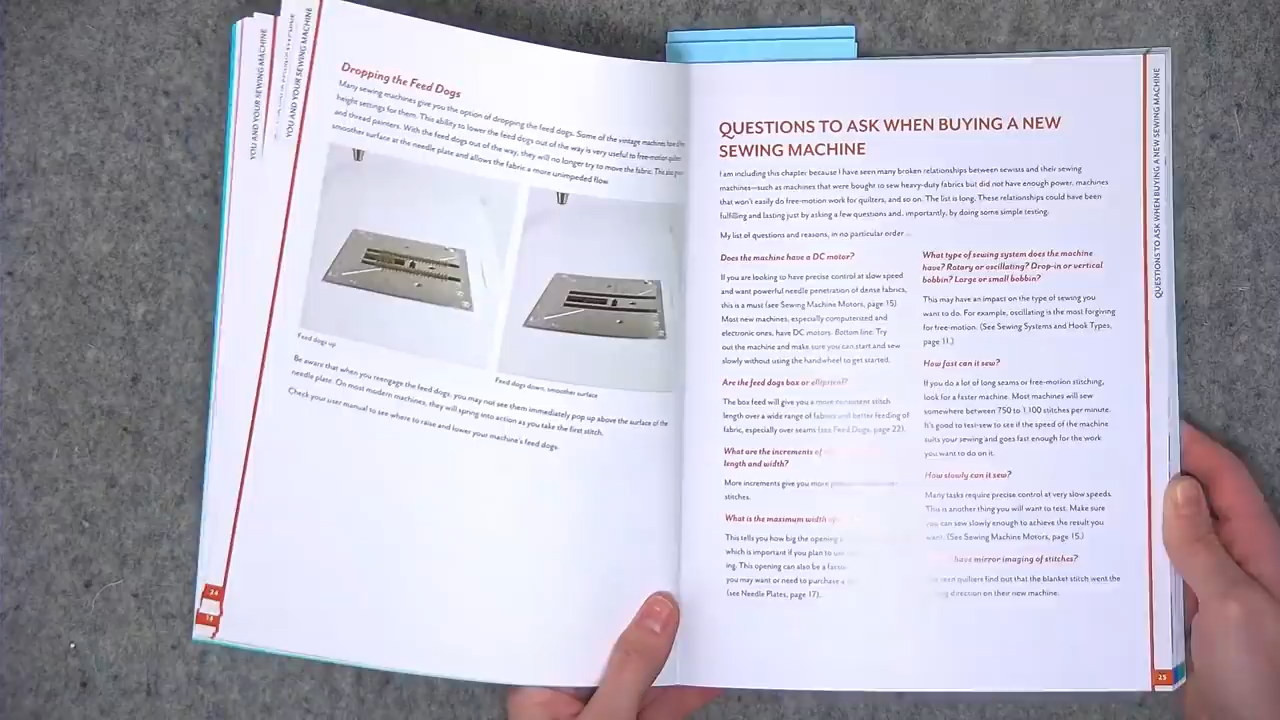 YOU AND YOUR SEWING MACHINE
YOU AND YOUR SEWING MACHINE
Dropping the Feed Dogs
Many sewing machines give you the option of dropping the feed dogs. Some of the vintage machines
height settings for them. This ability to lower the feed dogs out of the way is very useful to free-motion
and thread painters. With the feed dogs out of the way, they will no longer try to move the fabric. This
smoother surface at the needle plate and allows the fabric a more unimpeded flow.
Feed dogs up
Feed dogs down, smoother surface
Be aware that when you reengage the feed dogs, you may not see them immediately pop up above the surface of the
needle plate. On most modern machines, they will spring into action as you take the first stitch.
Check your user manual to see where to raise and lower your machine's feed dogs.
24
14
QUESTIONS TO ASK WHEN BUYING A NEW
SEWING MACHINE
I am including this chapter because I have seen many broken relationships between sewists and their sewing
machines—such as machines that were bought to sew heavy-duty fabrics but did not have enough power, machines
that won't easily do free-motion work for quilters, and so on. The list is long. These relationships could have been
fulfilling and lasting just by asking a few questions and, importantly, by doing some simple testing.
My list of questions and reasons, in no particular order
Does the machine have a DC motor?
If you are looking to have precise control at slow speed
and want powerful needle penetration of dense fabrics,
this is a must (see Sewing Machine Motors, page 15)
Most new machines, especially computerized and
electronic ones, have DC motors. Bottom line: Try
out the machine and make sure you can start and sew
slowly without using the handwheel to get started.
Are the feed dogs box or elliptical?
The box feed will give you a more consistent stitch
length over a wide range of fabrics and better feeding of
fabric, especially over seams (see Feed Dogs, page 22).
What are the increments of
length and width?
More increments give you more
stitches.
What is the maximum width
This tells you how big the opening
which is important if you plan to
ing. This opening can also be a
you may want or need to purchase a
(see Needle Plates, page 17).
What type of sewing system does the machine
have? Rotary or oscillating? Drop-in or vertical
bobbin? Large or small bobbin?
This may have an impact on the type of sewing you
want to do. For example, oscillating is the most forgiving
for free-motion. (See Sewing Systems and Hook Types,
page 11.)
How fast can it sew?
If you do a lot of long seams or free-motion stitching,
look for a faster machine. Most machines will sew
somewhere between 750 to 1,100 stitches per minute.
It's good to test-sew to see if the speed of the machine
suits your sewing and goes fast enough for the work
you want to do on it.
How slowly can it sew?
Many tasks require precise control at very slow speeds.
This is another thing you will want to test. Make sure
you can sew slowly enough to achieve the result you
want. (See Sewing Machine Motors, page 15.)
have mirror imaging of stitches?
seen quilters find out that the blanket stitch went the
direction on their new machine.
QUESTIONS TO ASK WHEN BUYING A NEW SEWING MACHINE
25